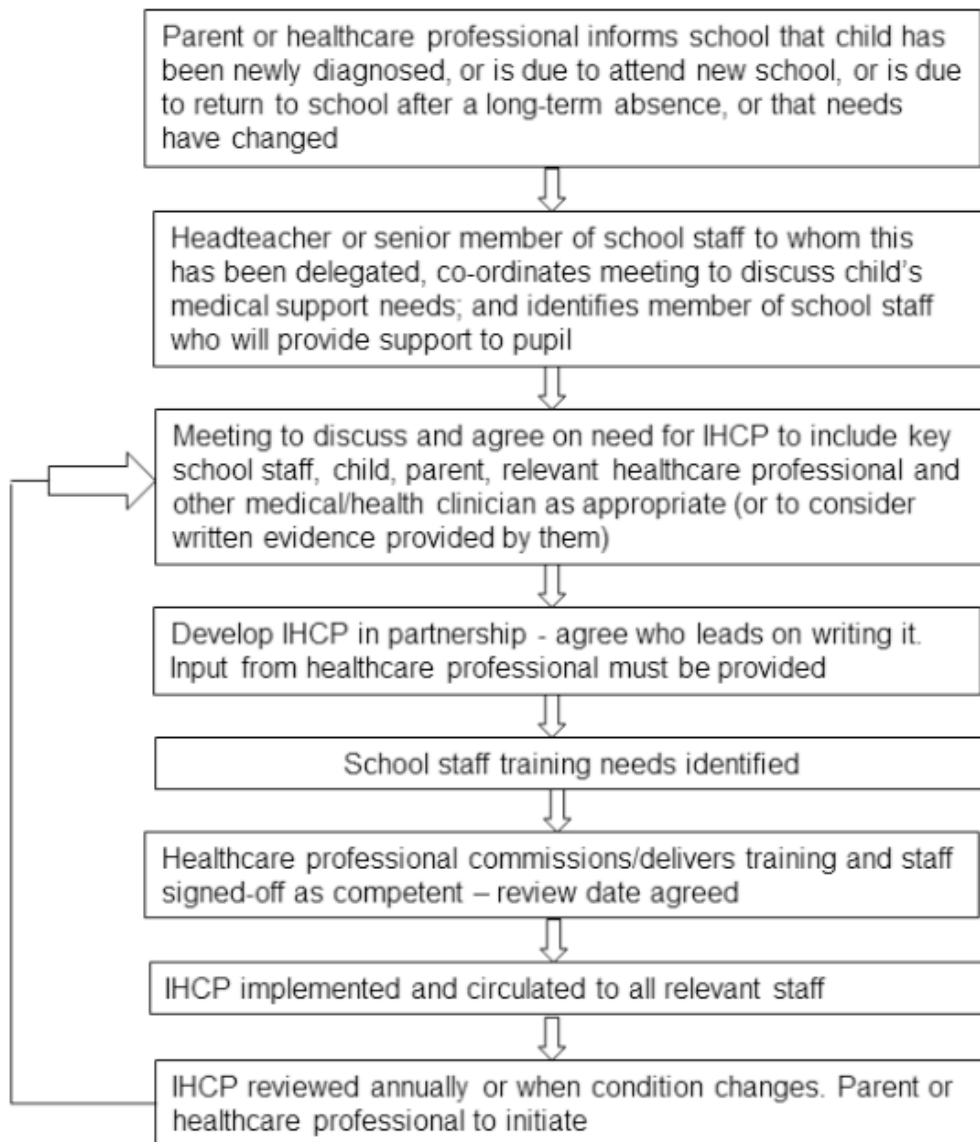 Parent or healthcare professional informs school that child has
been newly diagnosed, or is due to attend new school, or is due
to return to school after a long-term absence, or that needs
have changed
Headteacher or senior member of school staff to whom this
has been delegated, co-ordinates meeting to discuss child's
medical support needs; and identifies member of school staff
who will provide support to pupil
Meeting to discuss and agree on need for IHCP to include key
school staff, child, parent, relevant healthcare professional and
other medical/health clinician as appropriate (or to consider
written evidence provided by them)
Develop IHCP in partnership - agree who leads on writing it.
Input from healthcare professional must be provided
School staff training needs identified
Healthcare professional commissions/delivers training and staff
signed-off as competent – review date agreed
IHCP implemented and circulated to all relevant staff
IHCP reviewed annually or when condition changes. Parent or
healthcare professional to initiate